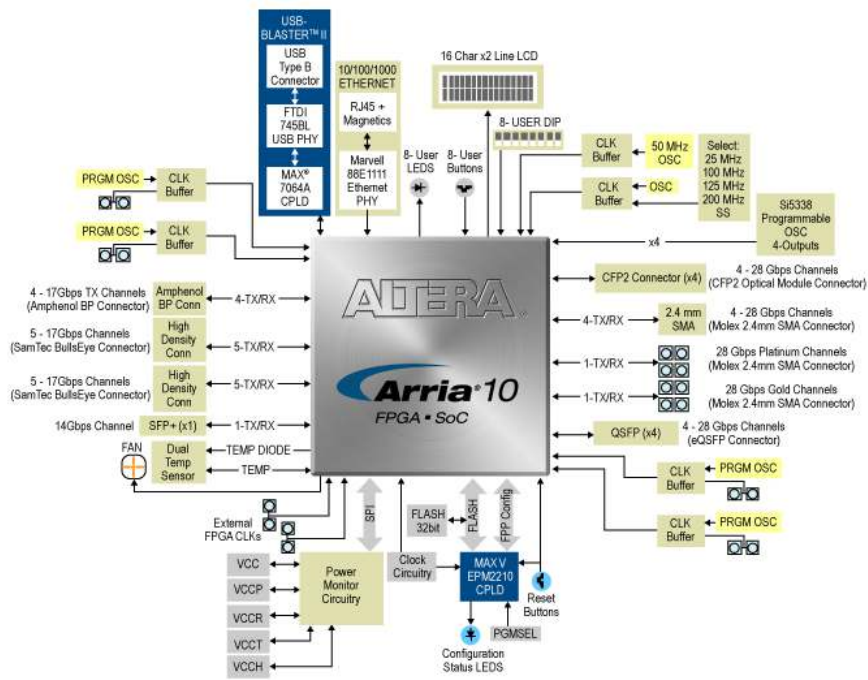 USB-
BLASTER™ II
USB
Type B
Connector
FTDI
745BL
USB PHY
MAX®
7064A
CPLD
10/100/1000
ETHERNET
RJ45 +
Magnetics
Marvell
88E1111
Ethernet
PHY
16 Char x2 Line LCD
8- USER DIP
8- User
LEDS
8- User
Buttons
CLK
Buffer
50 MHz
OSC
CLK
Buffer
OSC
Select:
25 MHz
100 MHz
125 MHz
200 MHz
SS
Si5338
Programmable
OSC
4-Outputs
x4
PRGM OSC
CLK
Buffer
PRGM OSC
CLK
Buffer
4 - 17Gbps TX Channels
(Amphenol BP Connector)
Amphenol
BP Conn
4-TX/RX
5 - 17Gbps Channels
(SamTec BullsEye Connector)
High
Density
Conn
5-TX/RX
5 - 17Gbps Channels
(SamTec BullsEye Connector)
High
Density
Conn
5-TX/RX
14Gbps Channel
SFP+ (x1)
1-TX/RX
FAN
Dual
Temp
Sensor
TEMP DIODE
TEMP
ALTERA®
Arria® 10
FPGA ▪ SoC
CFP2 Connector (x4)
4 - 28 Gbps Channels
(CFP2 Optical Module Connector)
4-TX/RX
2.4 mm
SMA
4 - 28 Gbps Channels
(Molex 2.4mm SMA Connector)
1-TX/RX
28 Gbps Platinum Channels
(Molex 2.4mm SMA Connector)
1-TX/RX
28 Gbps Gold Channels
(Molex 2.4mm SMA Connector)
QSFP (x4)
4 - 28 Gbps Channels
(eQSFP Connector)
CLK
Buffer
PRGM OSC
CLK
Buffer
PRGM OSC
External
FPGA CLKs
SPI
FLASH
32bit
FLASH
FPP Config
VCC
VCCP
VCCR
VCCT
VCCH
Power
Monitor
Circuitry
Clock
Circuitry
MAX V
EPM2210
CPLD
Reset
Buttons
PGMSEL
Configuration
Status LEDS